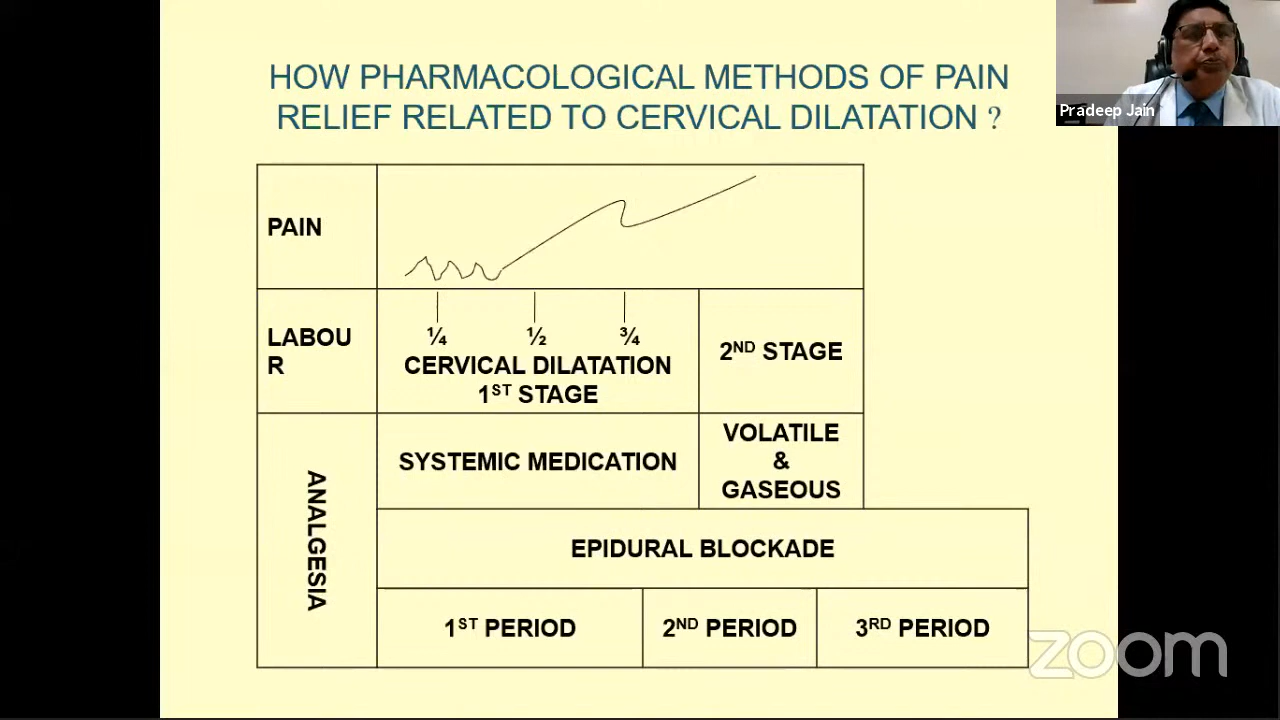 HOW PHARMACOLOGICAL METHODS OF PAIN
RELIEF RELATED TO CERVICAL DILATATION ?
Pradeep Jain
PAIN
LABOU
R
¼ ½ ¾
CERVICAL DILATATION
1ST STAGE
2ND STAGE
ANALGESIA
SYSTEMIC MEDICATION
VOLATILE
&
GASEOUS
EPIDURAL BLOCKADE
1ST PERIOD
2ND PERIOD
3RD PERIOD
zoom